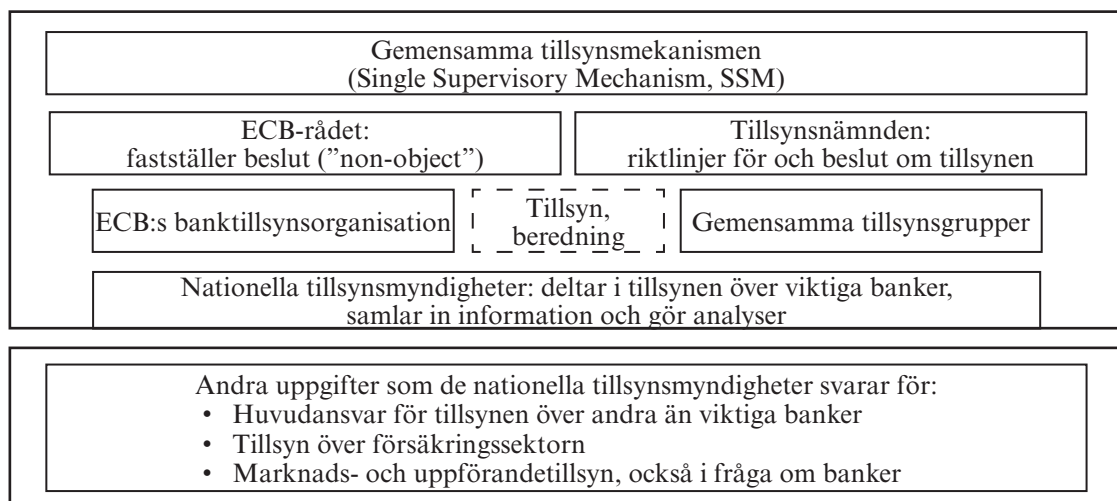 Gemensamma tillsynsmekanismen
(Single Supervisory Mechanism, SSM)
ECB-rådet:
fastställer beslut (”non-object”)
Tillsynsnämnden:
riktlinjer för och beslut om tillsynen
ECB:s banktillsynsorganisation
Tillsyn,
beredning
Gemensamma tillsynsgrupper
Nationella tillsynsmyndigheter: deltar i tillsynen över viktiga banker,
samlar in information och gör analyser
Andra uppgifter som de nationella tillsynsmyndigheter svarar för:
• Huvudansvar för tillsynen över andra än viktiga banker
• Tillsyn över försäkringssektorn
• Marknads- och uppförandetillsyn, också i fråga om banker